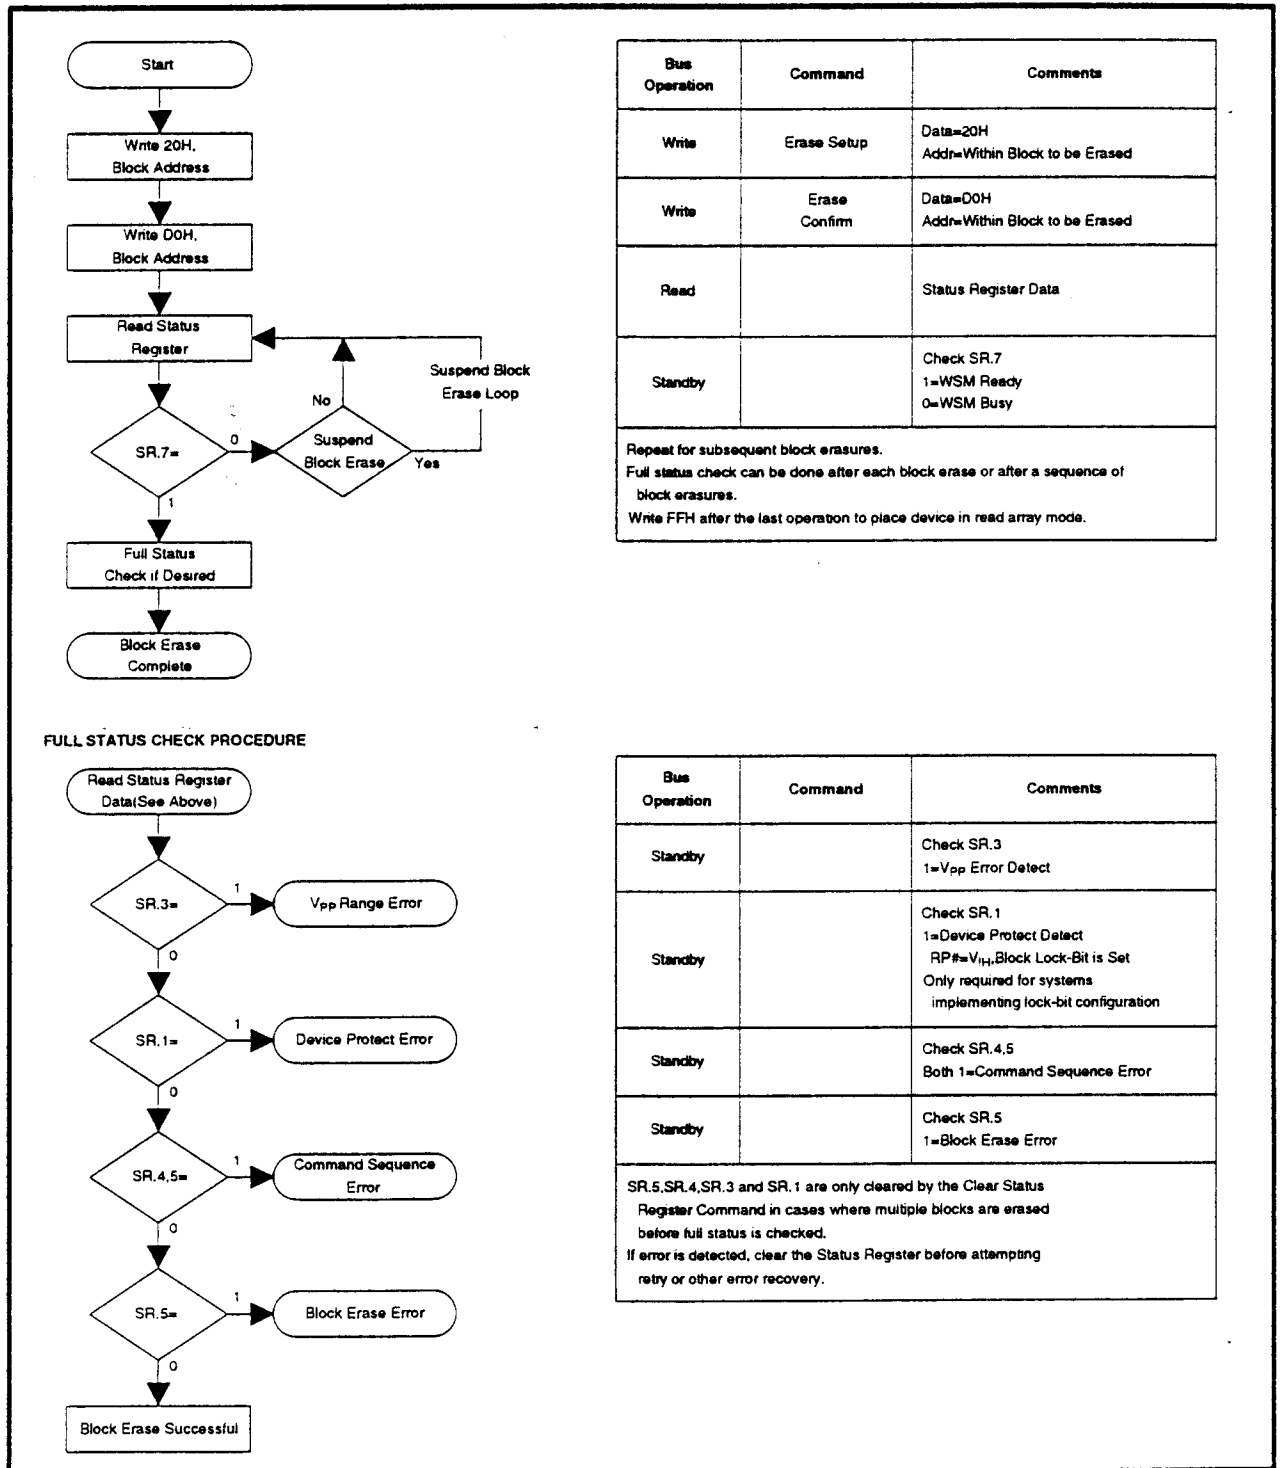 Start
Write 20H,
Block Address
Write D0H,
Block Address
Read Status
Register
Suspend Block
Erase Loop
No
SR.7=
0
Suspend
Block Erase
Yes
1
Full Status
Check if Desired
Block Erase
Complete
Bus
Operation
Command
Comments
Write
Erase Setup
Data=20H
Addr=Within Block to be Erased
Write
Erase
Confirm
Data=D0H
Addr=Within Block to be Erased
Read
Status Register Data
Standby
Check SR.7
1=WSM Ready
0=WSM Busy
Repeat for subsequent block erasures.
Full status check can be done after each block erase or after a sequence of
block erasures.
Write FFH after the last operation to place device in read array mode.
FULL STATUS CHECK PROCEDURE
Read Status Register
Data(See Above)
SR.3=
1
VPP Range Error
0
SR.1=
1
Device Protect Error
0
SR.4,5=
1
Command Sequence
Error
0
SR.5=
1
Block Erase Error
0
Block Erase Successful
Bus
Operation
Command
Comments
Standby
Check SR.3
1=VPP Error Detect
Standby
Check SR.1
1=Device Protect Detect
RP#=VIH,Block Lock-Bit is Set
Only required for systems
implementing lock-bit configuration
Standby
Check SR.4,5
Both 1=Command Sequence Error
Standby
Check SR.5
1=Block Erase Error
SR.5,SR.4,SR.3 and SR.1 are only cleared by the Clear Status
Register Command in cases where multiple blocks are erased
before full status is checked.
If error is detected, clear the Status Register before attempting
retry or other error recovery.